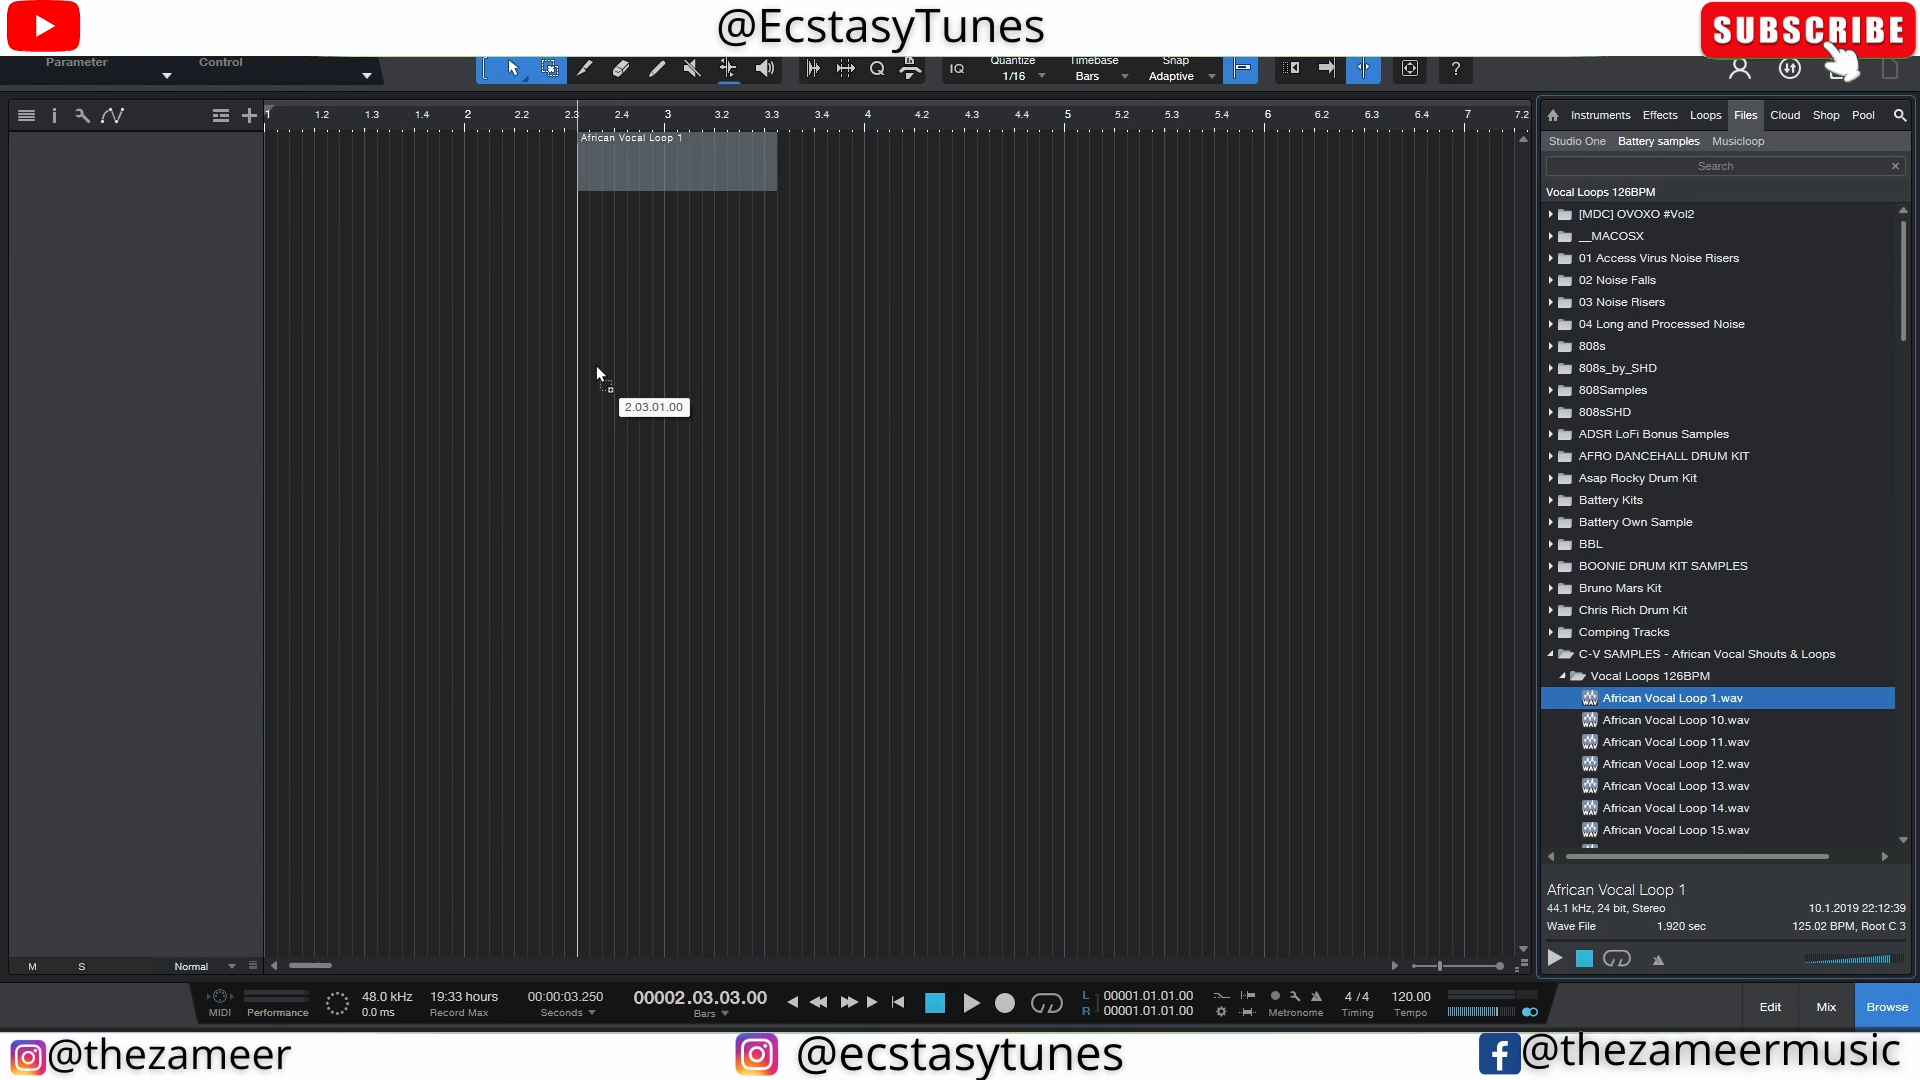 @EcstasyTunes
SUBSCRIBE
Parameter
Control
IQ
Quantize
1/16
Timebase
Bars
Snap
Adaptive
?
1 1.2 1.3 1.4 2 2.2 2.3 2.4 3 3.2 3.3 3.4 4 4.2 4.3 4.4 5 5.2 5.3 5.4 6 6.2 6.3 6.4 7 7.2
African Vocal Loop 1
2.03.01.00
Instruments Effects Loops Files Cloud Shop Pool
Studio One Battery samples Musicloop
Search
Vocal Loops 126BPM
[MDC] OVOXO #Vol2
__MACOSX
01 Access Virus Noise Risers
02 Noise Falls
03 Noise Risers
04 Long and Processed Noise
808s
808s_by_SHD
808Samples
808sSHD
ADSR LoFi Bonus Samples
AFRO DANCEHALL DRUM KIT
Asap Rocky Drum Kit
Battery Kits
Battery Own Sample
BBL
BOONIE DRUM KIT SAMPLES
Bruno Mars Kit
Chris Rich Drum Kit
Comping Tracks
C-V SAMPLES - African Vocal Shouts & Loops
Vocal Loops 126BPM
African Vocal Loop 1.wav
African Vocal Loop 10.wav
African Vocal Loop 11.wav
African Vocal Loop 12.wav
African Vocal Loop 13.wav
African Vocal Loop 14.wav
African Vocal Loop 15.wav
African Vocal Loop 1
44.1 kHz, 24 bit, Stereo 10.1.2019 22:12:39
Wave File 1.920 sec 125.02 BPM, Root C 3
M S Normal
MIDI
Performance
48.0 kHz
0.0 ms
19:33 hours
Record Max
00:00:03.250
Seconds
00002.03.03.00
Bars
L 00001.01.01.00
R 00001.01.01.00
Metronome
4 / 4
Timing
120.00
Tempo
Edit Mix Browse
@thezameer
@ecstasytunes
@thezameermusic